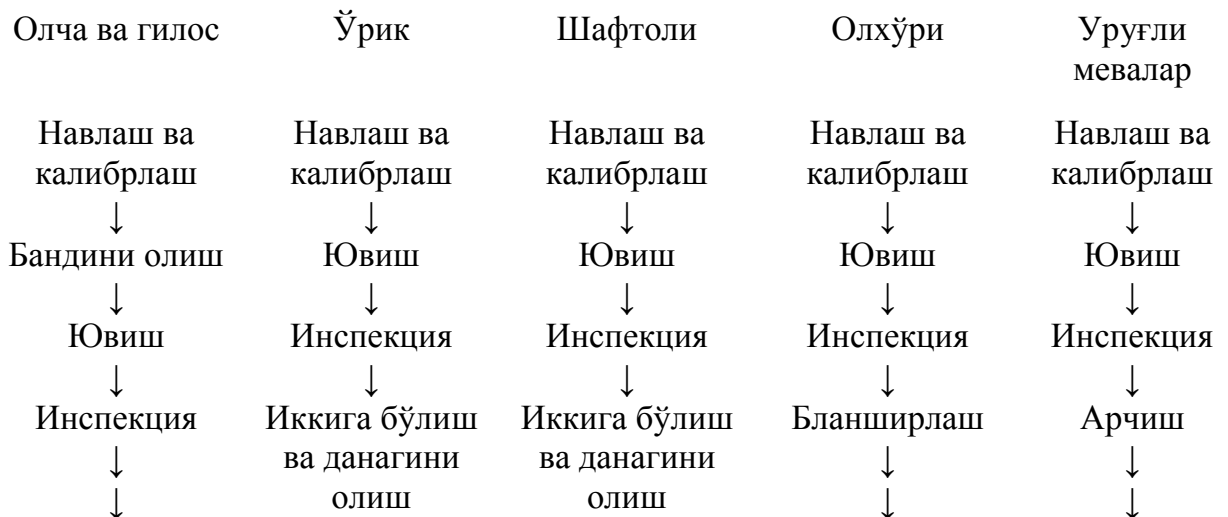 Олча ва гилос Ўрик Шафтоли Олхўри Уруғли
мевалар
Навлаш ва Навлаш ва Навлаш ва Навлаш ва Навлаш ва
калибрлаш калибрлаш калибрлаш калибрлаш калибрлаш
↓ ↓ ↓ ↓ ↓
Бандини олиш Ювиш Ювиш Ювиш Ювиш
↓ ↓ ↓ ↓ ↓
Ювиш Инспекция Инспекция Инспекция Инспекция
↓ ↓ ↓ ↓ ↓
Инспекция Иккига бўлиш Иккига бўлиш Бланширлаш Арчиш
↓ ва данагини ва данагини ↓ ↓
↓ олиш олиш ↓ ↓